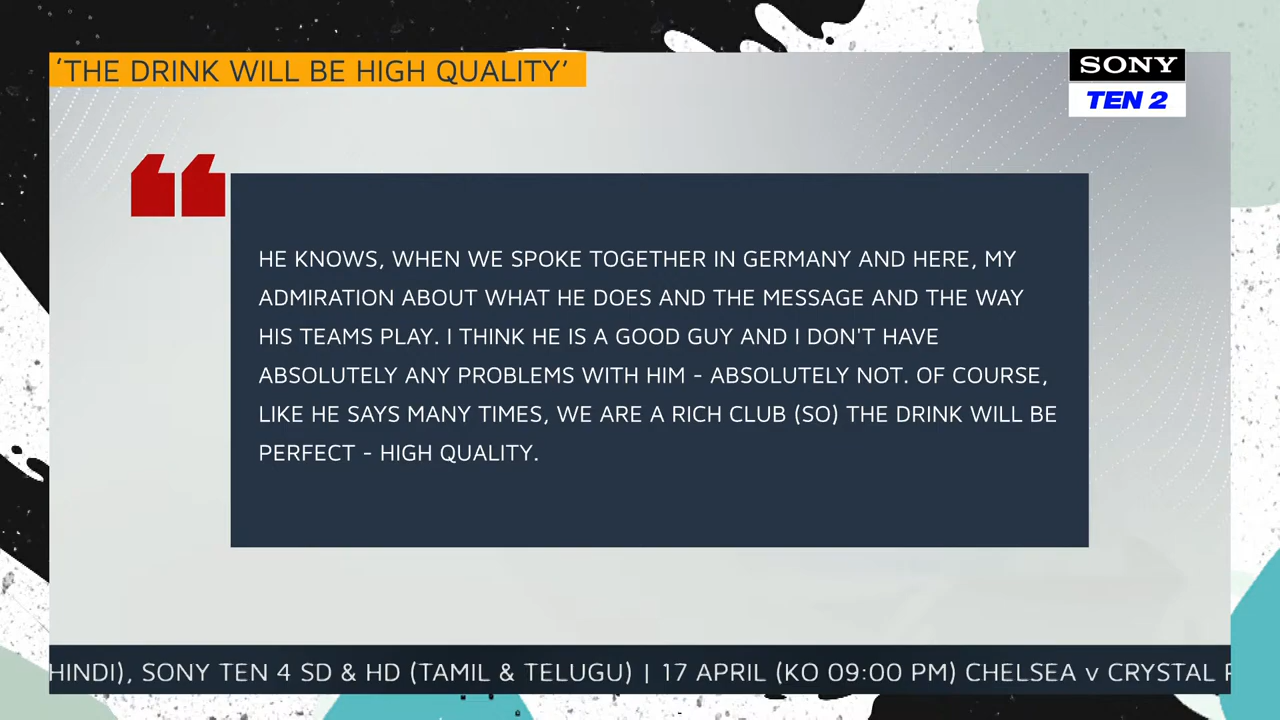 ‘THE DRINK WILL BE HIGH QUALITY’
SONY
TEN 2
HE KNOWS, WHEN WE SPOKE TOGETHER IN GERMANY AND HERE, MY
ADMIRATION ABOUT WHAT HE DOES AND THE MESSAGE AND THE WAY
HIS TEAMS PLAY. I THINK HE IS A GOOD GUY AND I DON'T HAVE
ABSOLUTELY ANY PROBLEMS WITH HIM - ABSOLUTELY NOT. OF COURSE,
LIKE HE SAYS MANY TIMES, WE ARE A RICH CLUB (SO) THE DRINK WILL BE
PERFECT - HIGH QUALITY.
HINDI), SONY TEN 4 SD & HD (TAMIL & TELUGU) | 17 APRIL (KO 09:00 PM) CHELSEA v CRYSTAL